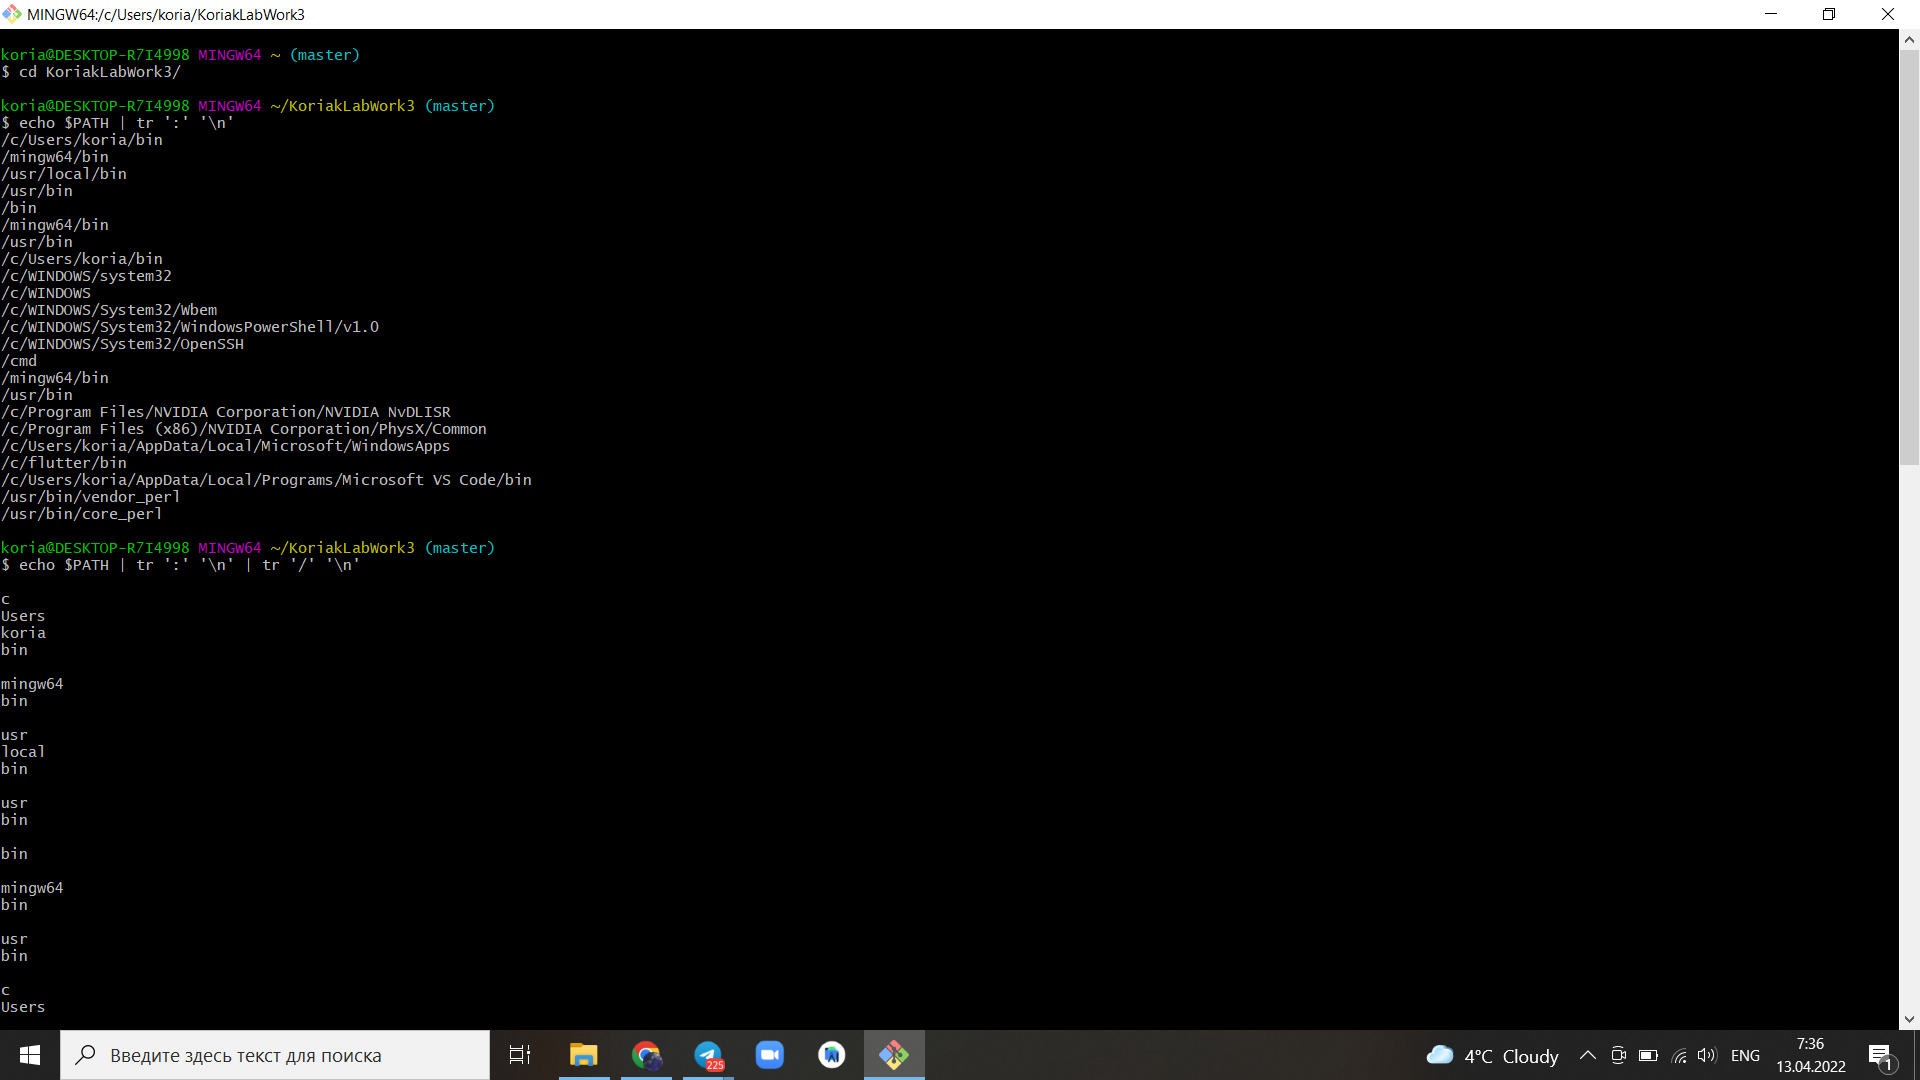 MINGW64:/c/Users/koria/KoriakLabWork3
koria@DESKTOP-R7I4998 MINGW64 ~ (master)
$ cd KoriakLabWork3/
koria@DESKTOP-R7I4998 MINGW64 ~/KoriakLabWork3 (master)
$ echo $PATH | tr ':' '\n'
/c/Users/koria/bin
/mingw64/bin
/usr/local/bin
/usr/bin
/bin
/mingw64/bin
/usr/bin
/c/Users/koria/bin
/c/WINDOWS/system32
/c/WINDOWS
/c/WINDOWS/System32/Wbem
/c/WINDOWS/System32/WindowsPowerShell/v1.0
/c/WINDOWS/System32/OpenSSH
/cmd
/mingw64/bin
/usr/bin
/c/Program Files/NVIDIA Corporation/NVIDIA NvDLISR
/c/Program Files (x86)/NVIDIA Corporation/PhysX/Common
/c/Users/koria/AppData/Local/Microsoft/WindowsApps
/c/flutter/bin
/c/Users/koria/AppData/Local/Programs/Microsoft VS Code/bin
/usr/bin/vendor_perl
/usr/bin/core_perl
koria@DESKTOP-R7I4998 MINGW64 ~/KoriakLabWork3 (master)
$ echo $PATH | tr ':' '\n' | tr '/' '\n'
c
Users
koria
bin
mingw64
bin
usr
local
bin
usr
bin
bin
mingw64
bin
usr
bin
c
Users
Введите здесь текст для поиска
225
4°C Cloudy
ENG
7:36
13.04.2022
1